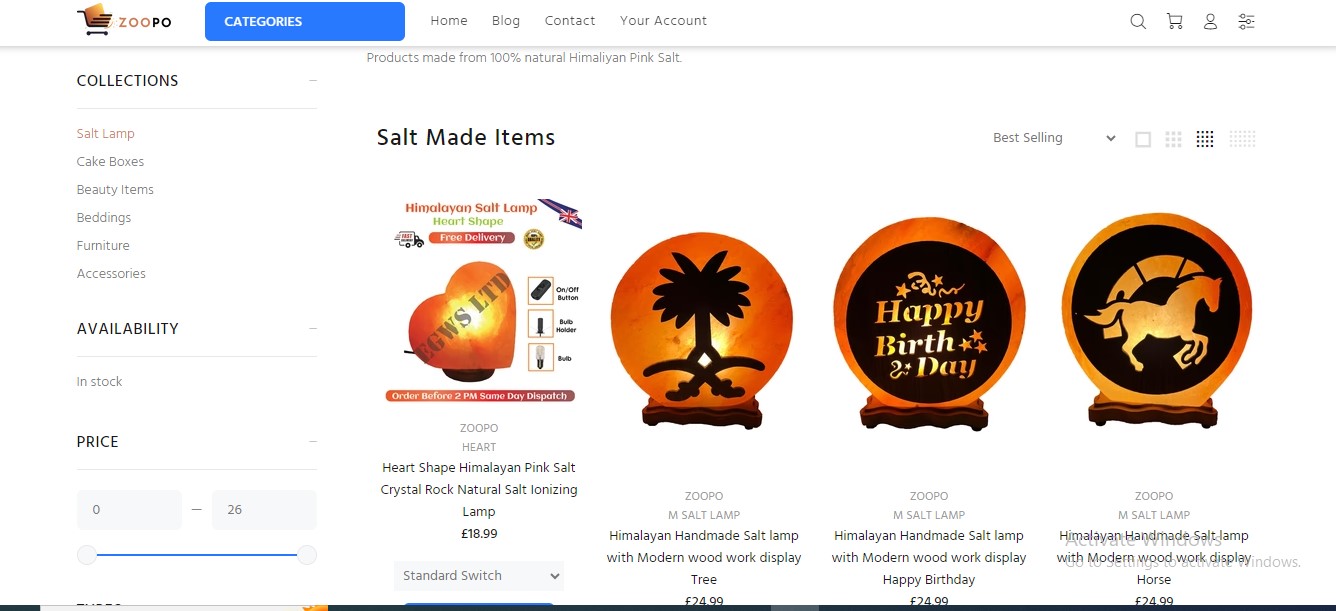 ZOOPO
CATEGORIES
Home Blog Contact Your Account
Products made from 100% natural Himaliyan Pink Salt.
COLLECTIONS
Salt Lamp
Cake Boxes
Beauty Items
Beddings
Furniture
Accessories
AVAILABILITY
In stock
PRICE
0 — 26
Salt Made Items
Best Selling
Himalayan Salt Lamp
Heart Shape
FAST
Free Delivery
QUALITY
EGWS LTD
On/Off
Button
Bulb
Holder
Bulb
Order Before 2 PM Same Day Dispatch
ZOOPO
HEART
Heart Shape Himalayan Pink Salt
Crystal Rock Natural Salt Ionizing
Lamp
£18.99
Standard Switch
ZOOPO
M SALT LAMP
Himalayan Handmade Salt lamp
with Modern wood work display
Tree
£24.99
Happy
Birth
Day
ZOOPO
M SALT LAMP
Himalayan Handmade Salt lamp
with Modern wood work display
Happy Birthday
£24.99
ZOOPO
M SALT LAMP
Himalayan Handmade Salt lamp
with Modern wood work display
Horse
£24.99
Activate Windows
Go to Settings to activate Windows.